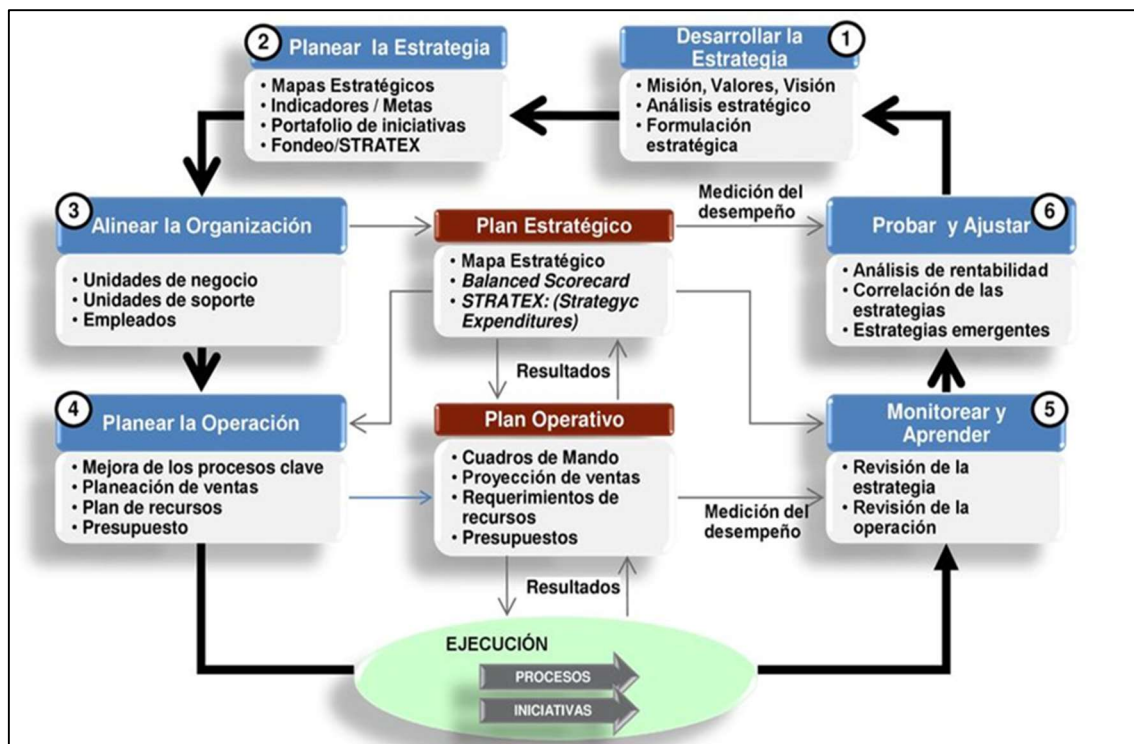 1
Desarrollar la
Estrategia
• Misión, Valores, Visión
• Análisis estratégico
• Formulación
estratégica
2
Planear la Estrategia
• Mapas Estratégicos
• Indicadores / Metas
• Portafolio de iniciativas
• Fondeo/STRATEX
3
Alinear la Organización
• Unidades de negocio
• Unidades de soporte
• Empleados
Plan Estratégico
• Mapa Estratégico
• Balanced Scorecard
• STRATEX: (Strategyc
Expenditures)
Medición del
desempeño
6
Probar y Ajustar
• Análisis de rentabilidad
• Correlación de las
estrategias
• Estrategias emergentes
Resultados
4
Planear la Operación
• Mejora de los procesos clave
• Planeación de ventas
• Plan de recursos
• Presupuesto
Plan Operativo
• Cuadros de Mando
• Proyección de ventas
• Requerimientos de
recursos
• Presupuestos
Medición del
desempeño
5
Monitorear y
Aprender
• Revisión de la
estrategia
• Revisión de la
operación
Resultados
EJECUCIÓN
PROCESOS
INICIATIVAS